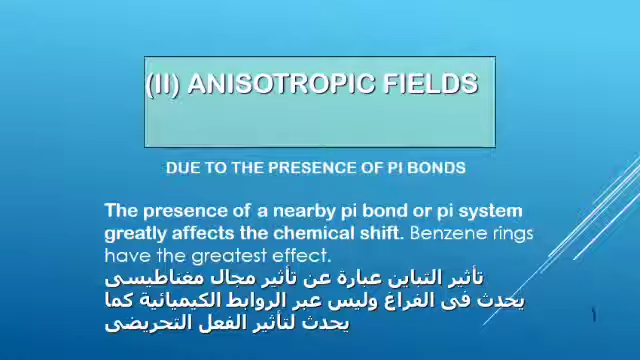 (II) ANISOTROPIC FIELDS
DUE TO THE PRESENCE OF PI BONDS
The presence of a nearby pi bond or pi system
greatly affects the chemical shift. Benzene rings
have the greatest effect.
تأثير التباين عبارة عن تأثير مجال مغناطيسى
يحدث فى الفراغ وليس عبر الروابط الكيميائية كما
يحدث لتأثير الفعل التحريضى
١